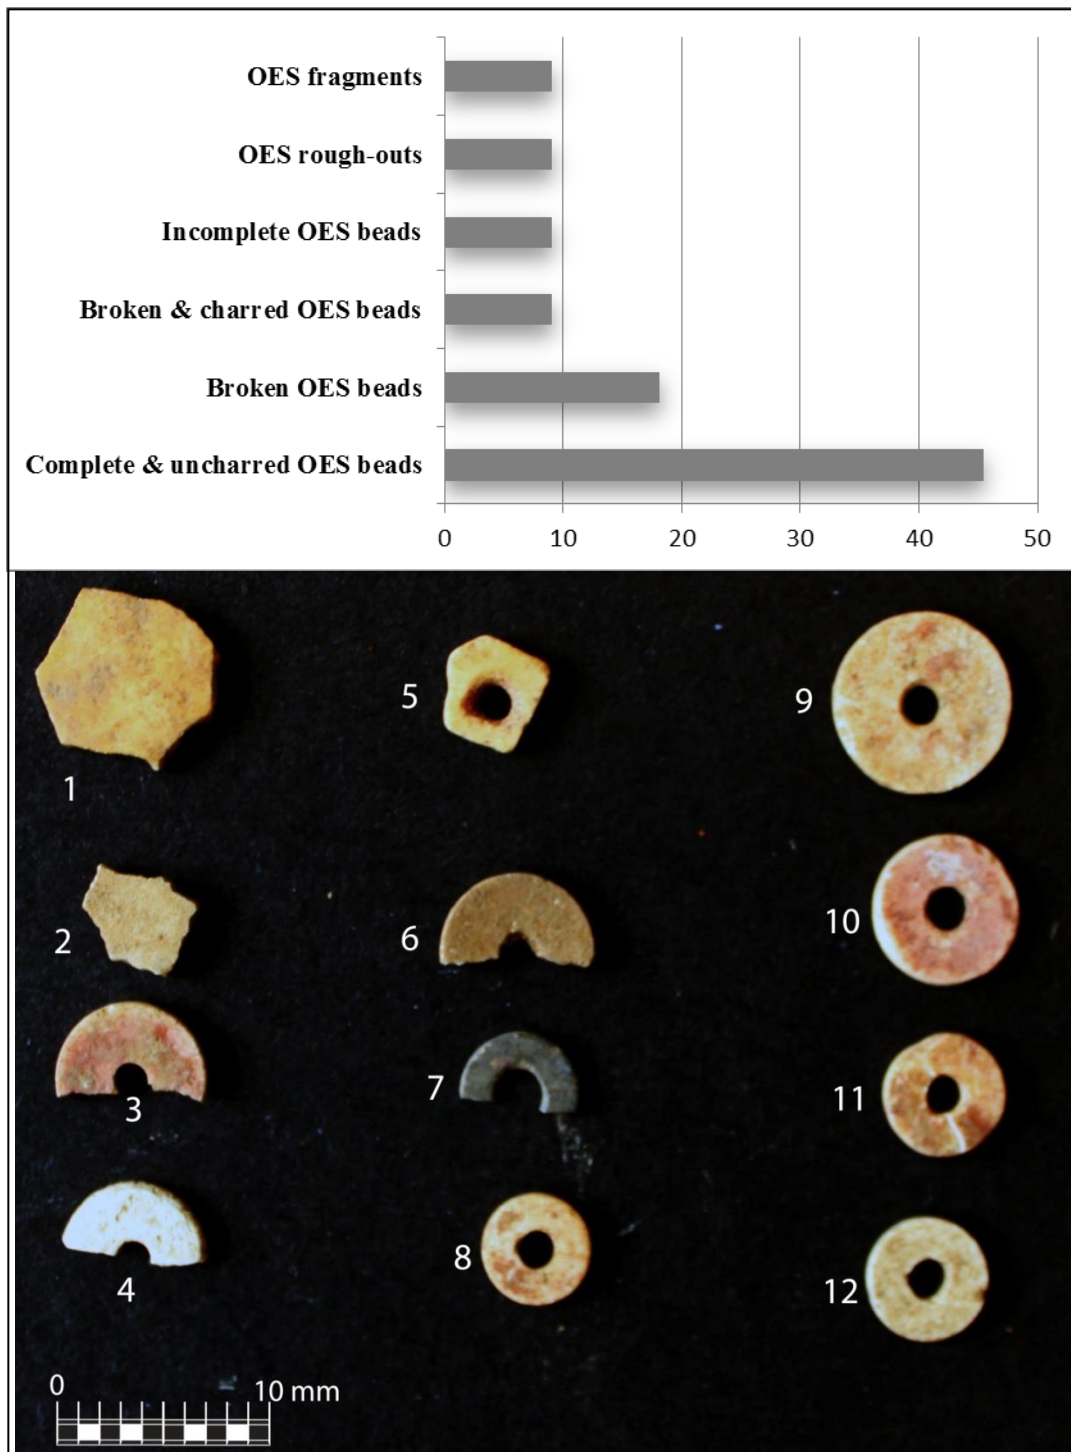 OES fragments
OES rough-outs
Incomplete OES beads
Broken & charred OES beads
Broken OES beads
Complete & uncharred OES beads
0 10 20 30 40 50
1
2
3
4
5
6
7
8
9
10
11
12
0 10 mm